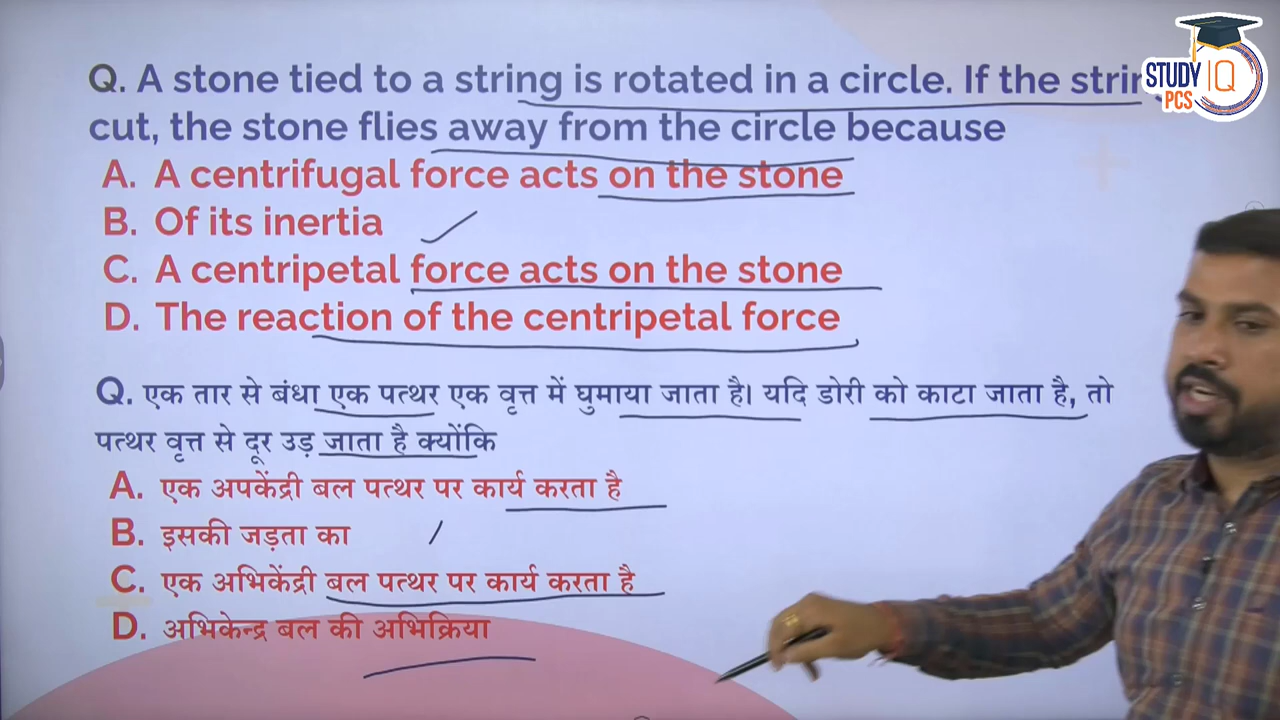 Q. A stone tied to a string is rotated in a circle. If the string
cut, the stone flies away from the circle because
A. A centrifugal force acts on the stone
B. Of its inertia
C. A centripetal force acts on the stone
D. The reaction of the centripetal force
Q. एक तार से बंधा एक पत्थर एक वृत्त में घुमाया जाता है। यदि डोरी को काटा जाता है, तो
पत्थर वृत्त से दूर उड़ जाता है क्योंकि
A. एक अपकेंद्री बल पत्थर पर कार्य करता है
B. इसकी जड़ता का
C. एक अभिकेंद्री बल पत्थर पर कार्य करता है
D. अभिकेन्द्र बल की अभिक्रिया
STUDY IQ
PCS